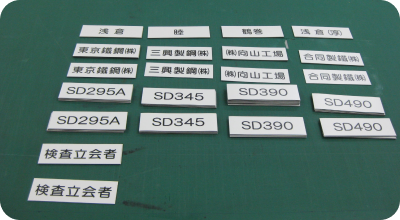 浅倉 睦 鶴巻 浅倉(淳)
東京鐵鋼㈱ 三興製鋼㈱ ㈱向山工場 合同製鐵㈱
東京鐵鋼㈱ 三興製鋼㈱ ㈱向山工場 合同製鐵㈱
SD295A SD345 SD390 SD490
SD295A SD345 SD390 SD490
検査立会者
検査立会者